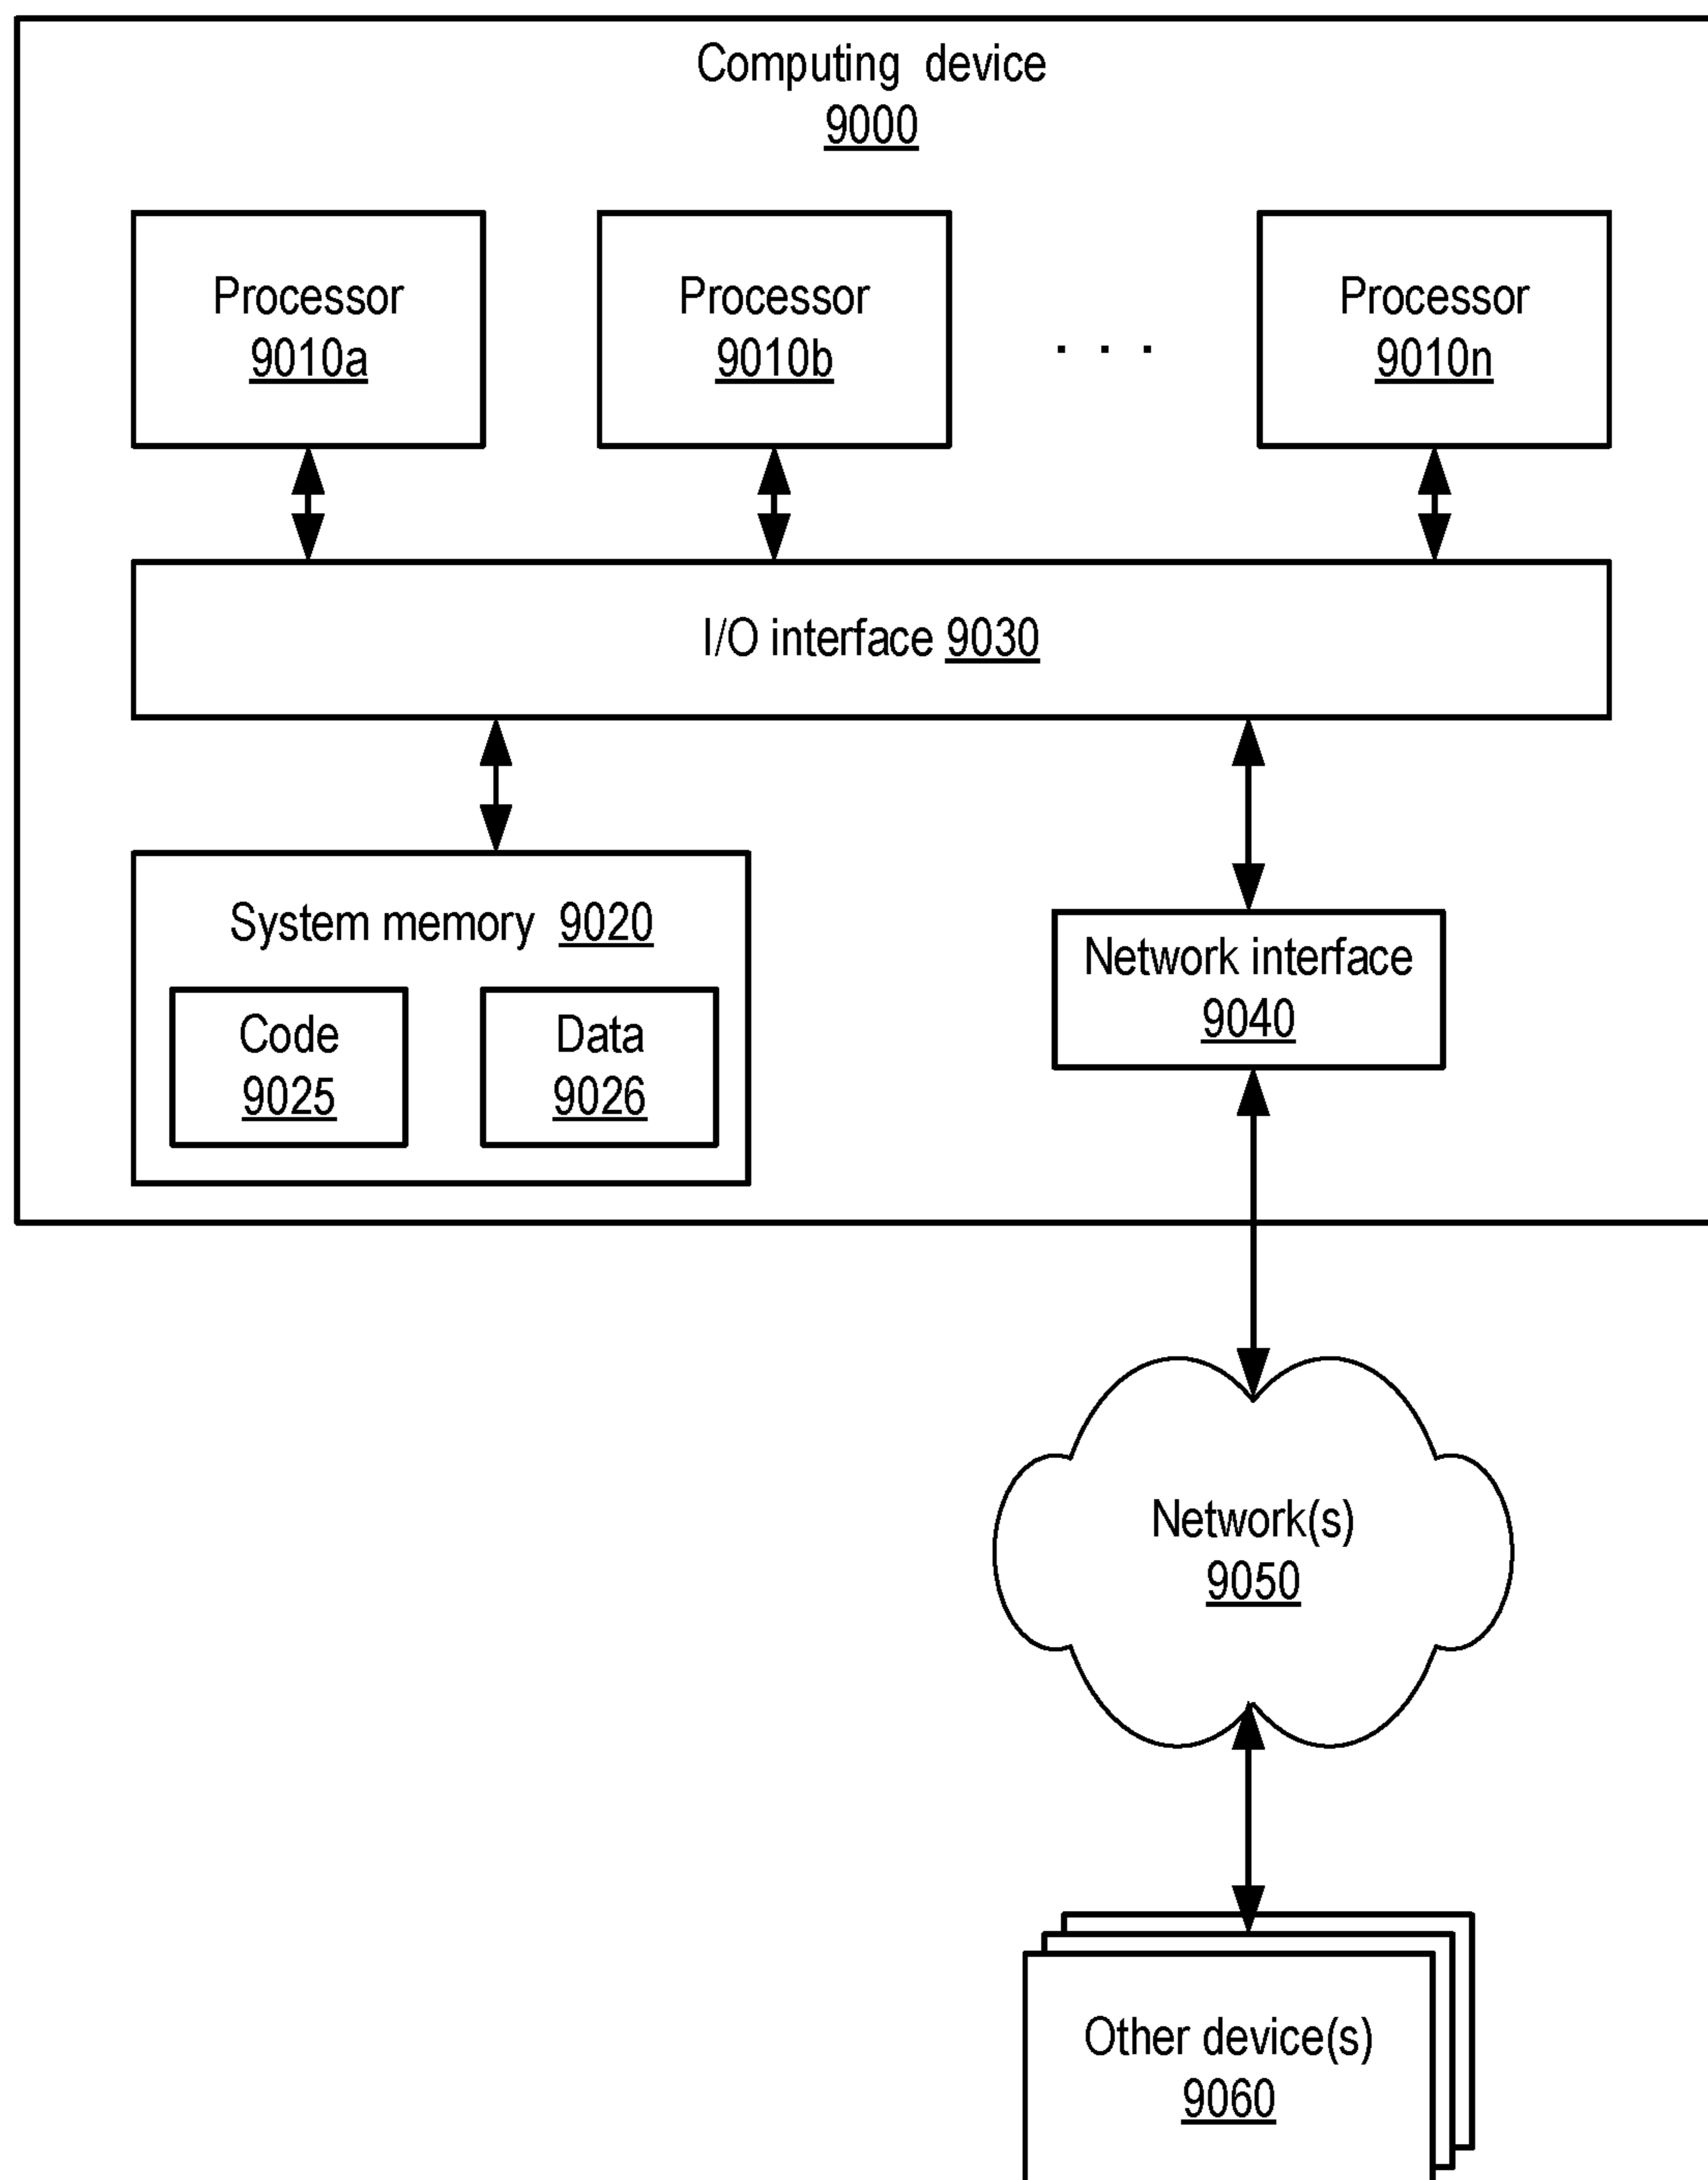 Computing device
9000
Processor
9010a
Processor
9010b
. . .
Processor
9010n
I/O interface 9030
System memory 9020
Code
9025
Data
9026
Network interface
9040
Network(s)
9050
Other device(s)
9060